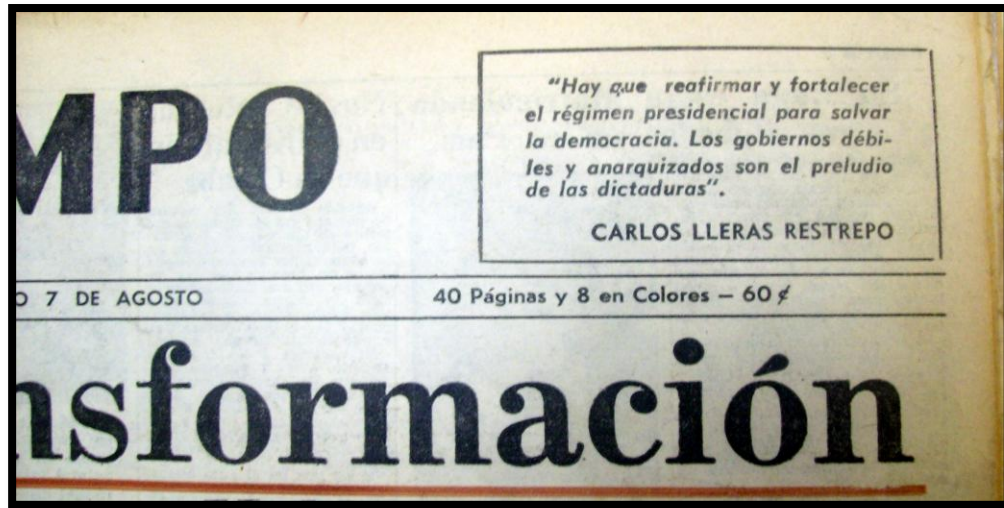 MPO
"Hay que reafirmar y fortalecer
el régimen presidencial para salvar
la democracia. Los gobiernos débi-
les y anarquizados son el preludio
de las dictaduras".
CARLOS LLERAS RESTREPO
O 7 DE AGOSTO
40 Páginas y 8 en Colores — 60 ¢
nsformación